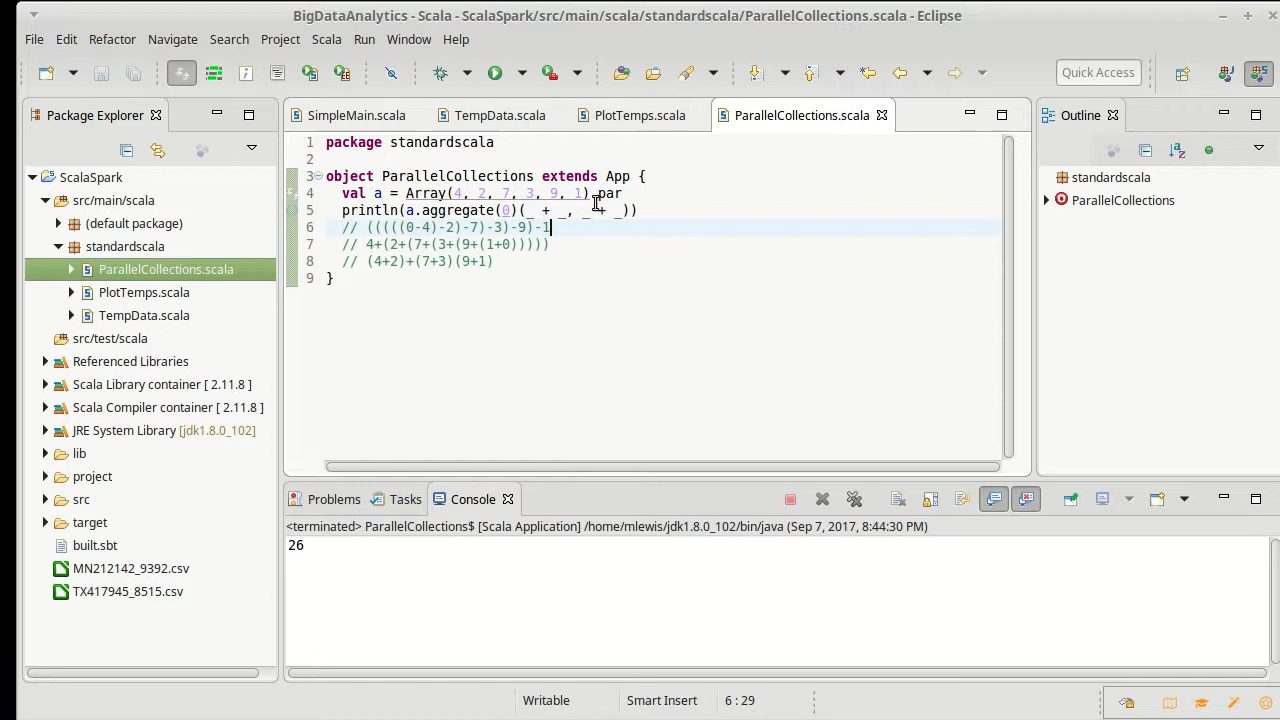 BigDataAnalytics - Scala - ScalaSpark/src/main/scala/standardscala/ParallelCollections.scala - Eclipse
File Edit Refactor Navigate Search Project Scala Run Window Help
Quick Access
Package Explorer
ScalaSpark
src/main/scala
(default package)
standardscala
ParallelCollections.scala
PlotTemps.scala
TempData.scala
src/test/scala
Referenced Libraries
Scala Library container [ 2.11.8 ]
Scala Compiler container [ 2.11.8 ]
JRE System Library [jdk1.8.0_102]
lib
project
src
target
built.sbt
MN212142_9392.csv
TX417945_8515.csv
SimpleMain.scala TempData.scala PlotTemps.scala ParallelCollections.scala
1 package standardscala
2
3 object ParallelCollections extends App {
4 val a = Array(4, 2, 7, 3, 9, 1).par
5 println(a.aggregate(0)(_ + _, _ + _))
6 // (((((0-4)-2)-7)-3)-9)-1
7 // 4+(2+(7+(3+(9+(1+0)))))
8 // (4+2)+(7+3)(9+1)
9 }
Outline
standardscala
ParallelCollections
Problems Tasks Console
<terminated> ParallelCollections$ [Scala Application] /home/mlewis/jdk1.8.0_102/bin/java (Sep 7, 2017, 8:44:30 PM)
26
Writable Smart Insert 6 : 29